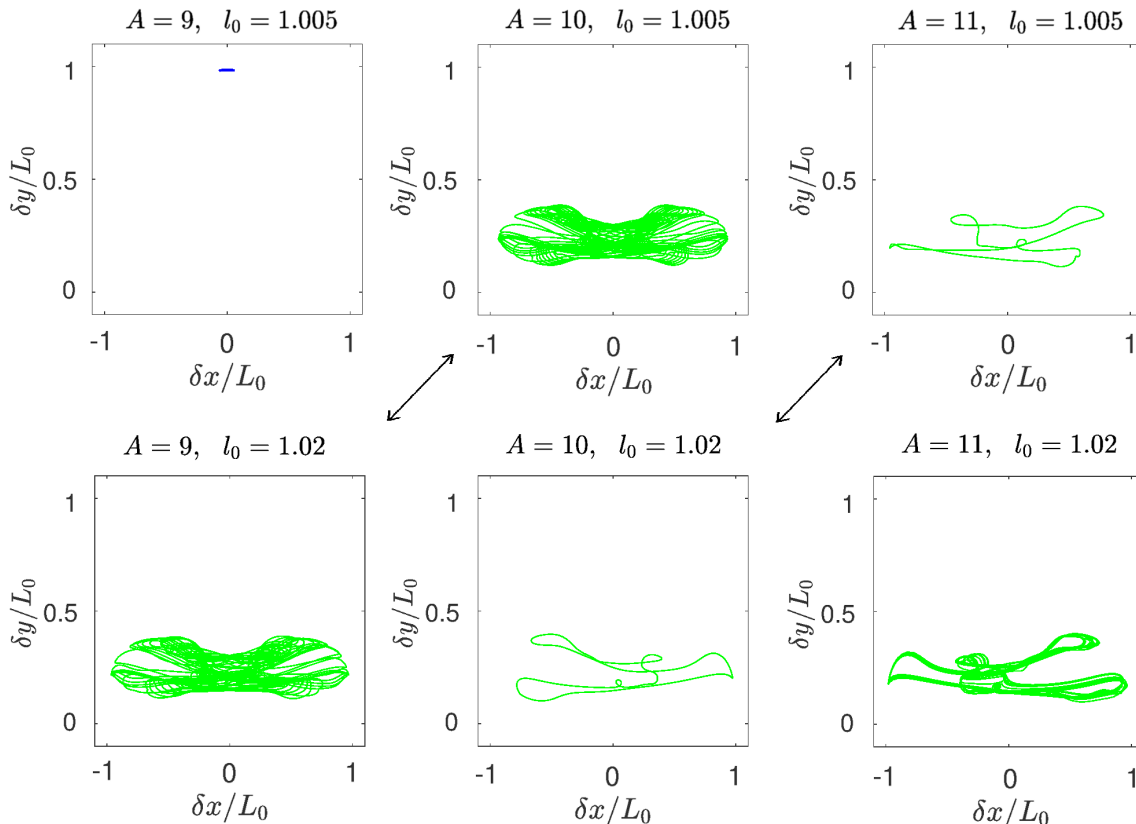 A = 9, l₀ = 1.005
1
0.5
0
δy/L₀
-1 0 1
δx/L₀
A = 10, l₀ = 1.005
1
0.5
0
δy/L₀
-1 0 1
δx/L₀
A = 11, l₀ = 1.005
1
0.5
0
δy/L₀
-1 0 1
δx/L₀
A = 9, l₀ = 1.02
1
0.5
0
δy/L₀
-1 0 1
δx/L₀
A = 10, l₀ = 1.02
1
0.5
0
δy/L₀
-1 0 1
δx/L₀
A = 11, l₀ = 1.02
1
0.5
0
δy/L₀
-1 0 1
δx/L₀